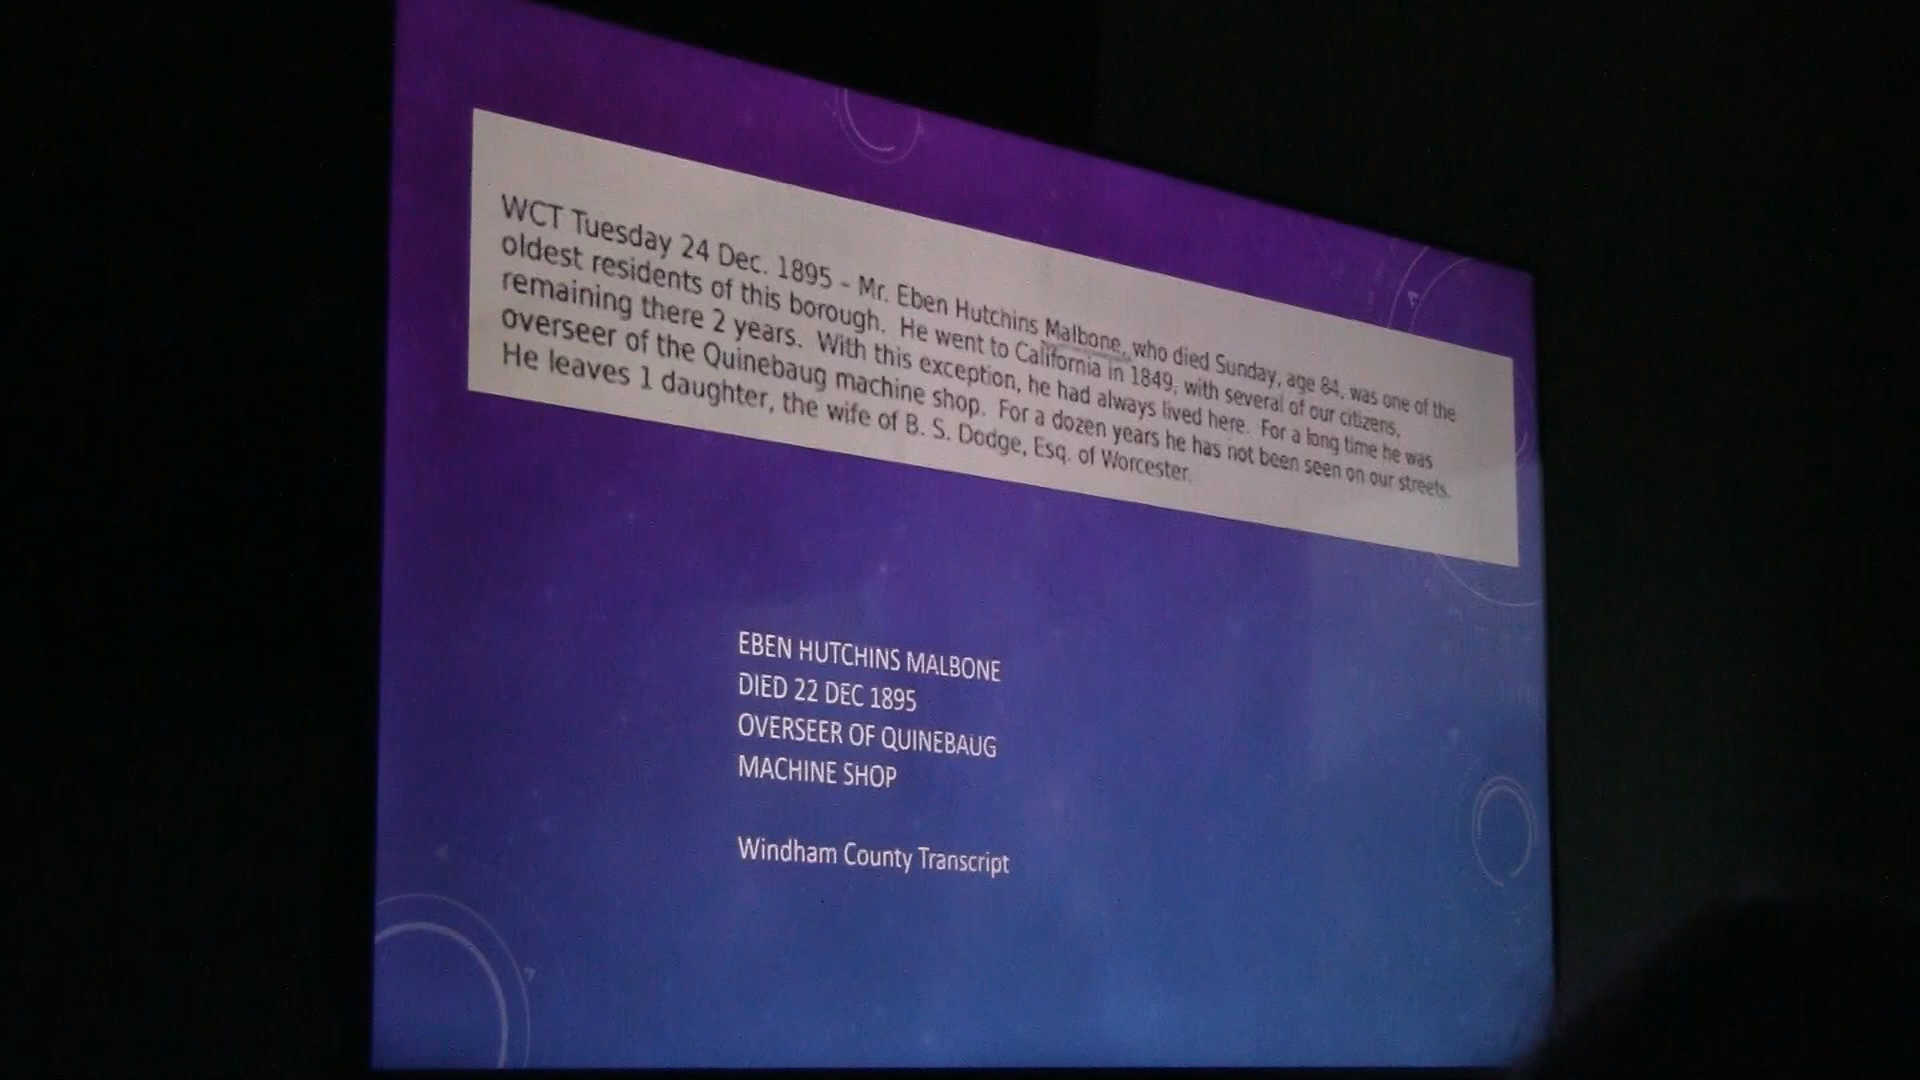 WCT Tuesday 24 Dec. 1895 - Mr. Eben Hutchins Malbone, who died Sunday, age 84, was one of the
oldest residents of this borough.  He went to California in 1849, with several of our citizens,
remaining there 2 years.  With this exception, he had always lived here.  For a long time he was
overseer of the Quinebaug machine shop.  For a dozen years he has not been seen on our streets.
He leaves 1 daughter, the wife of B. S. Dodge, Esq. of Worcester.
EBEN HUTCHINS MALBONE
DIED 22 DEC 1895
OVERSEER OF QUINEBAUG
MACHINE SHOP
Windham County Transcript